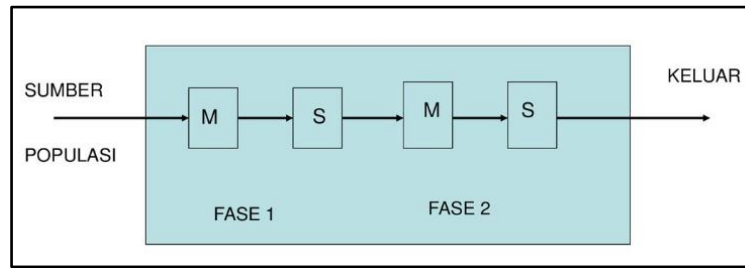 SUMBER
POPULASI
M
S
M
S
KELUAR
FASE 1
FASE 2